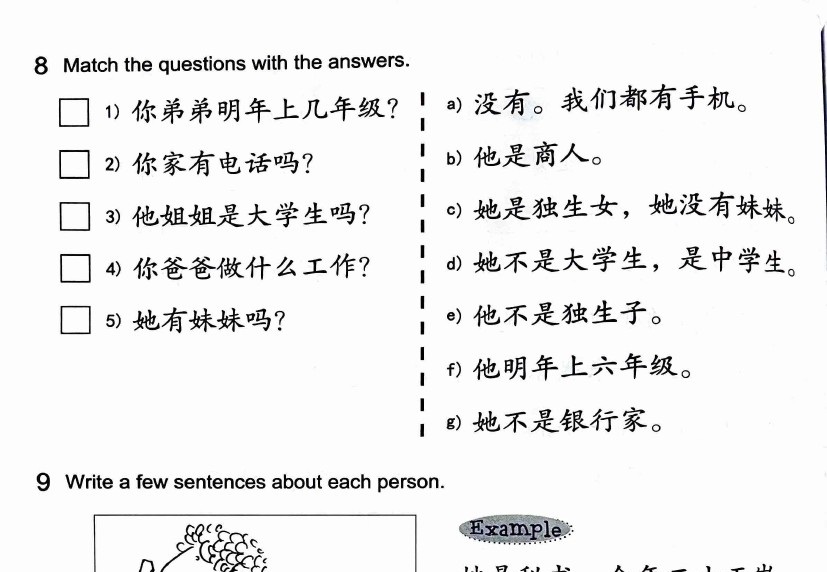 8 Match the questions with the answers.
1) 你弟弟明年上几年级？
2) 你家有电话吗？
3) 他姐姐是大学生吗？
4) 你爸爸做什么工作？
5) 她有妹妹吗？
a) 没有。我们都有手机。
b) 他是商人。
c) 她是独生女，她没有妹妹。
d) 她不是大学生，是中学生。
e) 他不是独生子。
f) 他明年上六年级。
g) 她不是银行家。
9 Write a few sentences about each person.
Example